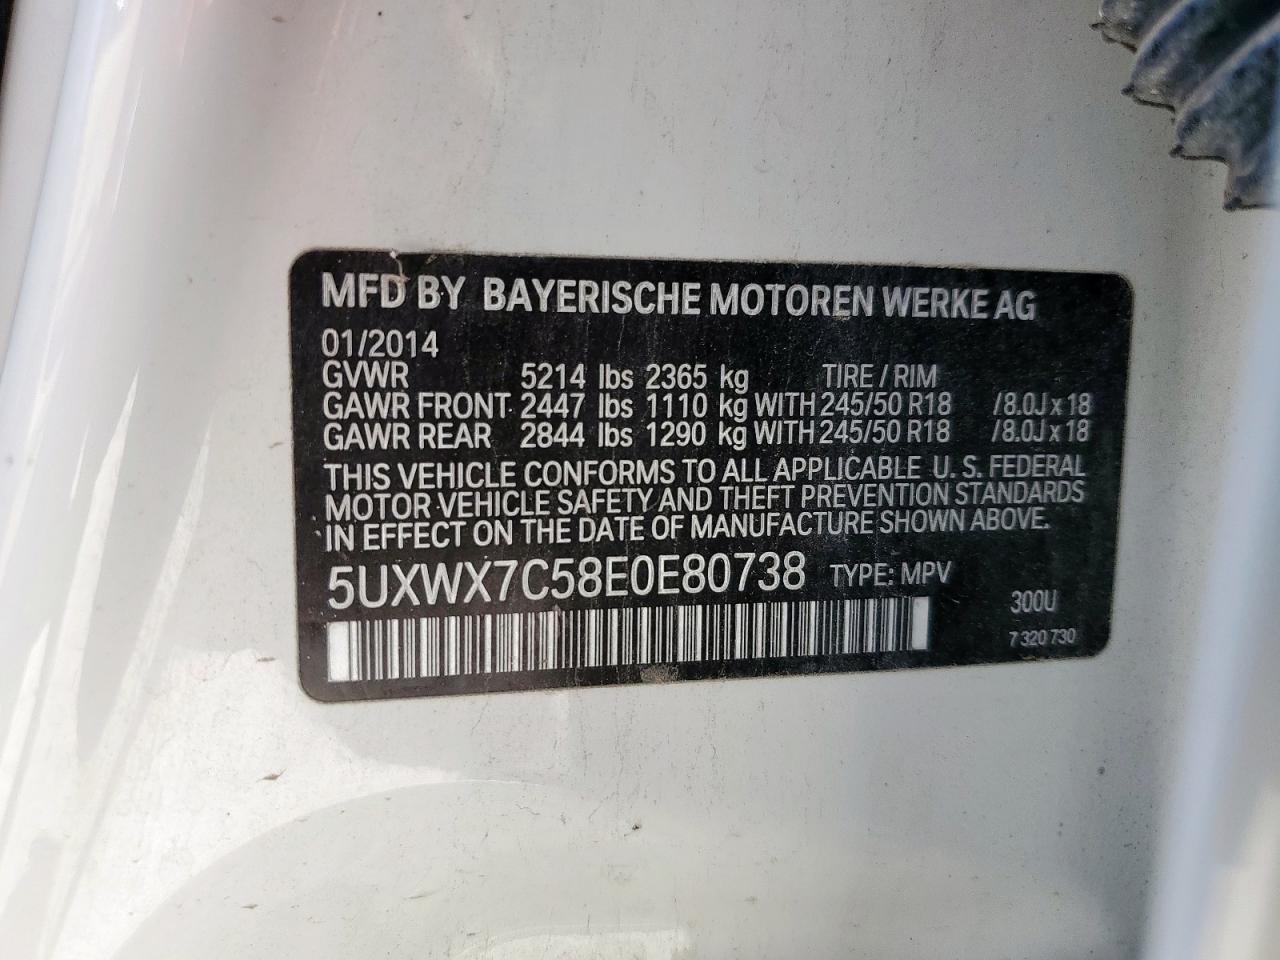 MFD BY BAYERISCHE MOTOREN WERKE AG
01/2014
GVWR 5214 lbs 2365 kg TIRE / RIM
GAWR FRONT 2447 lbs 1110 kg WITH 245/50 R18 /8.0J x 18
GAWR REAR 2844 lbs 1290 kg WITH 245/50 R18 /8.0J x 18
THIS VEHICLE CONFORMS TO ALL APPLICABLE U. S. FEDERAL
MOTOR VEHICLE SAFETY AND THEFT PREVENTION STANDARDS
IN EFFECT ON THE DATE OF MANUFACTURE SHOWN ABOVE.
5UXWX7C58E0E80738 TYPE: MPV
300U
7 320 730